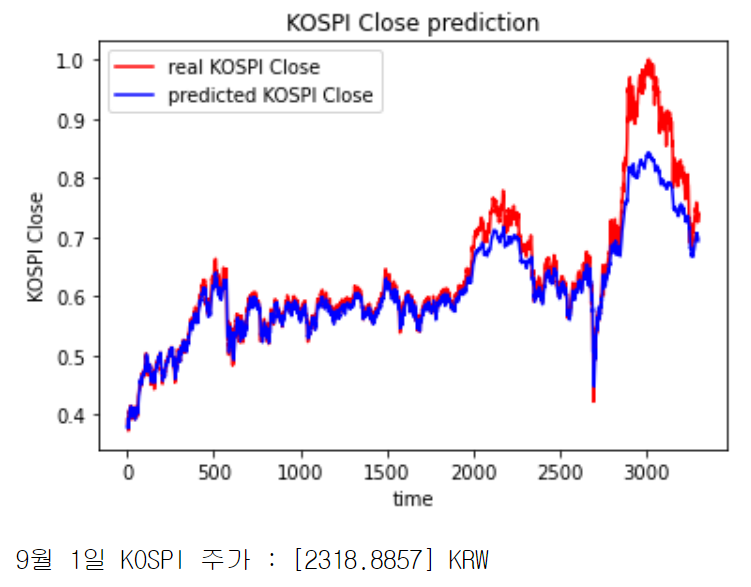 KOSPI Close prediction
real KOSPI Close
predicted KOSPI Close
KOSPI Close
1.0
0.9
0.8
0.7
0.6
0.5
0.4
0 500 1000 1500 2000 2500 3000
time
9월 1일 KOSPI 주가 : [2318.8857] KRW